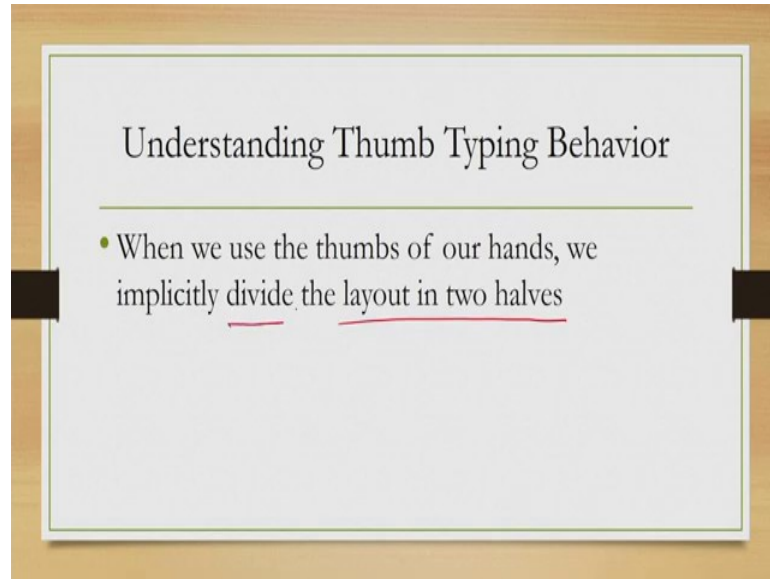 Understanding Thumb Typing Behavior
• When we use the thumbs of our hands, we
implicitly divide the layout in two halves